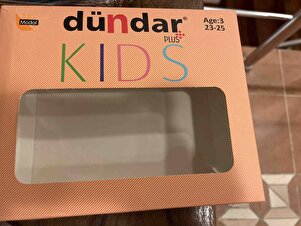 Modal
dündar®
PLUS+
KIDS
Age:3
23-25